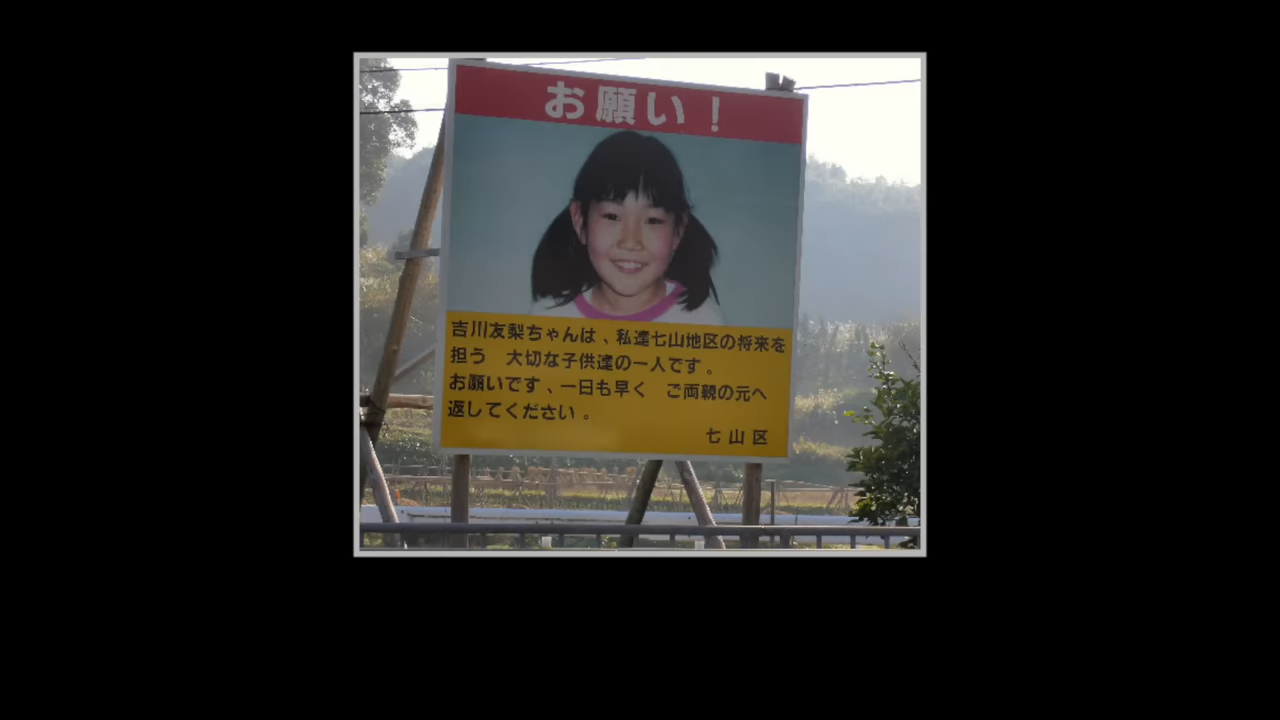 お願い！
吉川友梨ちゃんは、私達七山地区の将来を
担う　大切な子供達の一人です。
お願いです、一日も早く　ご両親の元へ
返してください。
七山区